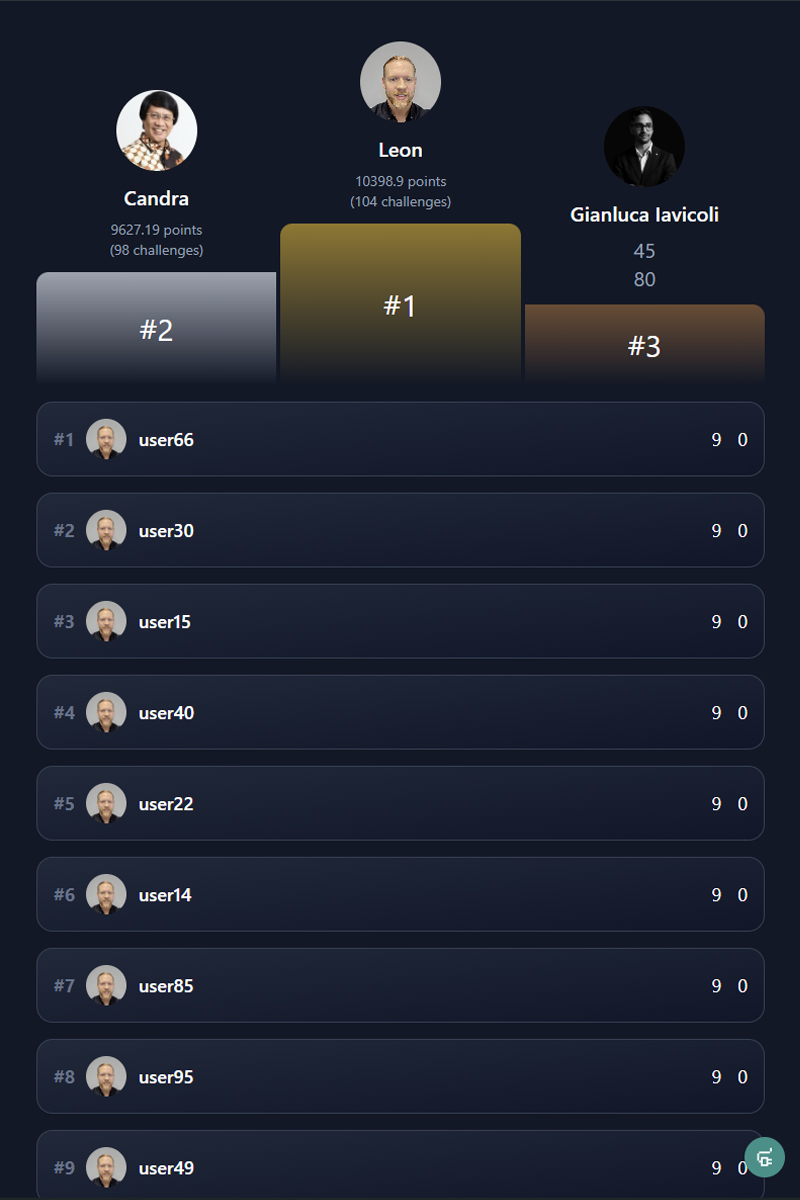 Leon
10398.9 points
(104 challenges)
#1
Candra
9627.19 points
(98 challenges)
#2
Gianluca Iavicoli
45
80
#3
#1 user66 9 0
#2 user30 9 0
#3 user15 9 0
#4 user40 9 0
#5 user22 9 0
#6 user14 9 0
#7 user85 9 0
#8 user95 9 0
#9 user49 9 0